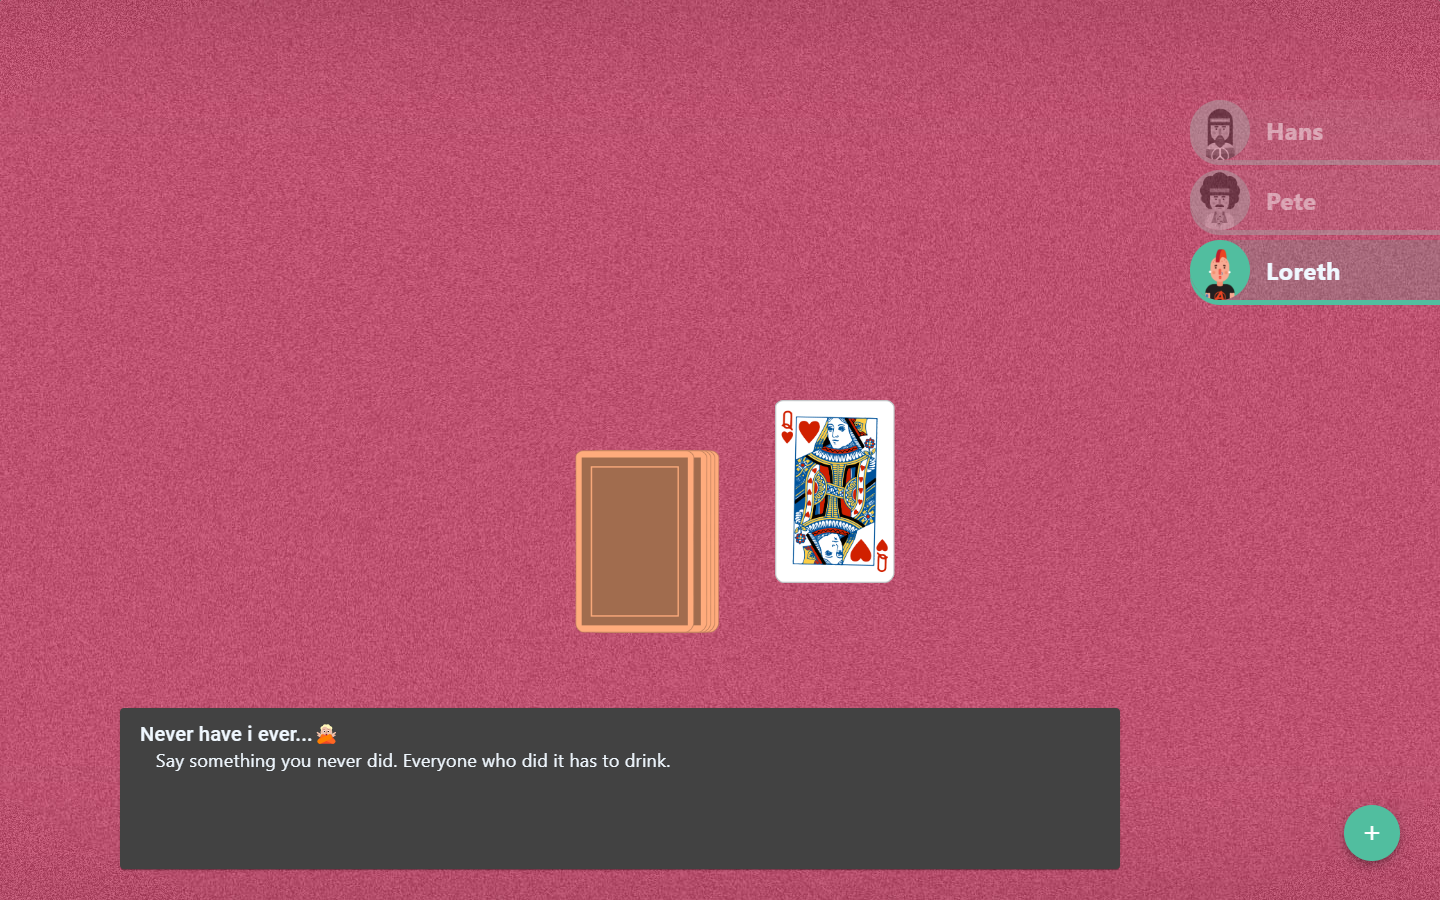 Hans
Pete
Loreth
Q
Q
Never have i ever...
Say something you never did. Everyone who did it has to drink.
+